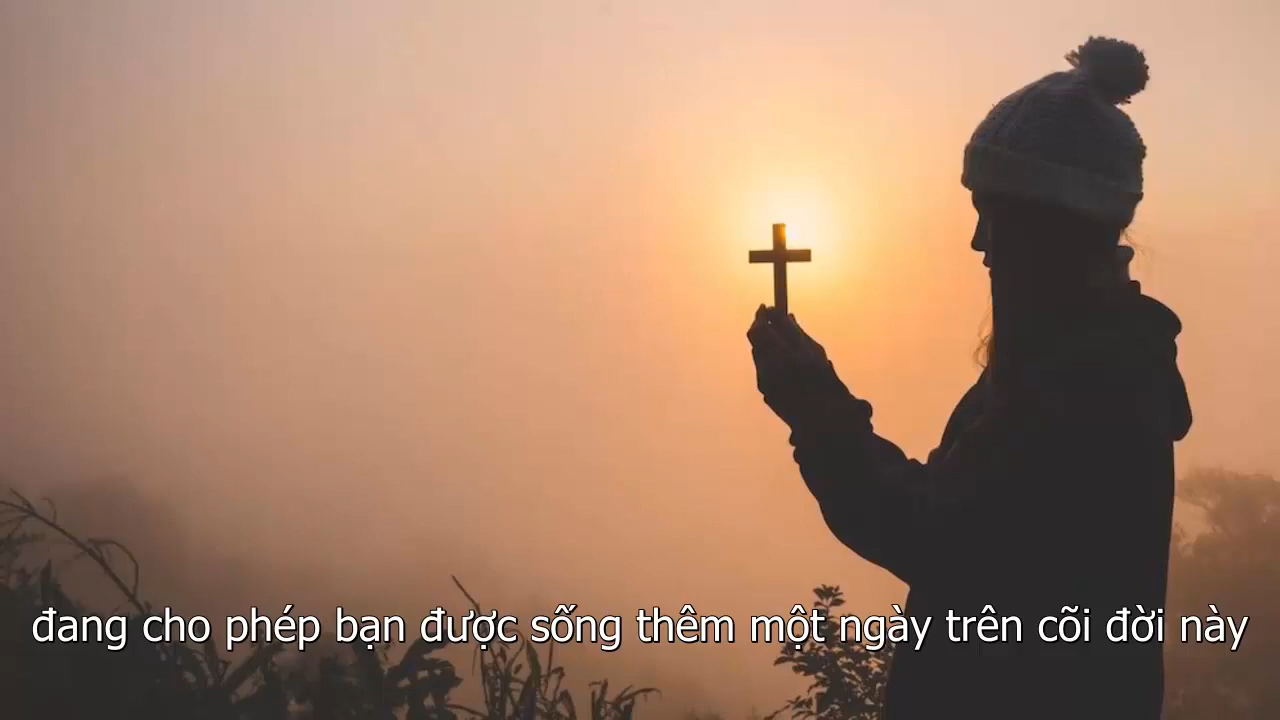 đang cho phép bạn được sống thêm một ngày trên cõi đời này